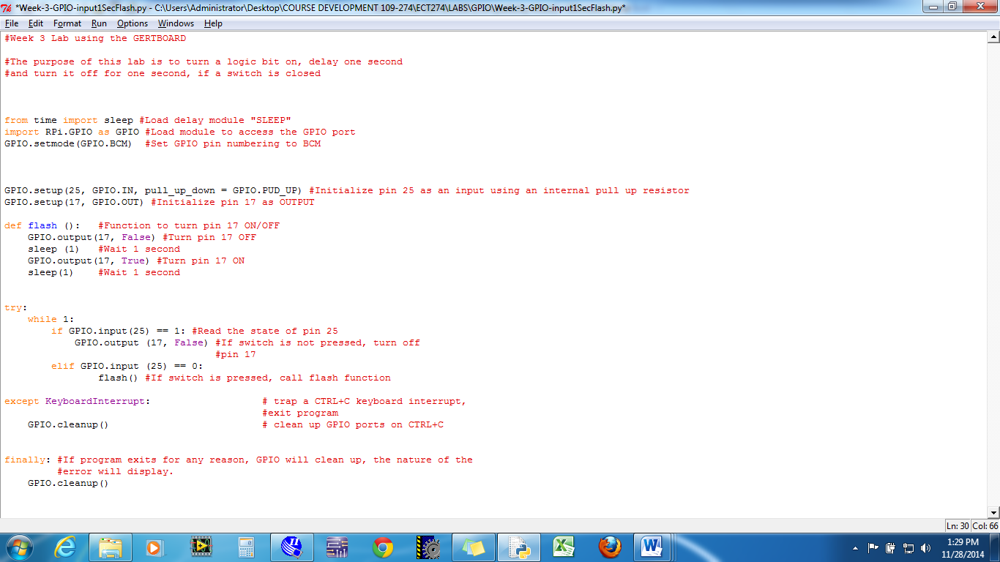 *Week-3-GPIO-input1SecFlash.py - C:\Users\Administrator\Desktop\COURSE DEVELOPMENT 109-274\ECT274\LABS\GPIO\Week-3-GPIO-input1SecFlash.py*
File Edit Format Run Options Windows Help
#Week 3 Lab using the GERTBOARD
#The purpose of this lab is to turn a logic bit on, delay one second
#and turn it off for one second, if a switch is closed
from time import sleep #Load delay module "SLEEP"
import RPi.GPIO as GPIO #Load module to access the GPIO port
GPIO.setmode(GPIO.BCM)  #Set GPIO pin numbering to BCM
GPIO.setup(25, GPIO.IN, pull_up_down = GPIO.PUD_UP) #Initialize pin 25 as an input using an internal pull up resistor
GPIO.setup(17, GPIO.OUT) #Initialize pin 17 as OUTPUT
def flash ():   #Function to turn pin 17 ON/OFF
    GPIO.output(17, False) #Turn pin 17 OFF
    sleep (1)   #Wait 1 second
    GPIO.output(17, True) #Turn pin 17 ON
    sleep(1)    #Wait 1 second
try:
    while 1:
        if GPIO.input(25) == 1: #Read the state of pin 25
            GPIO.output (17, False) #If switch is not pressed, turn off
                                    #pin 17
        elif GPIO.input (25) == 0:
                flash() #If switch is pressed, call flash function
except KeyboardInterrupt:                   # trap a CTRL+C keyboard interrupt,
                                            #exit program
    GPIO.cleanup()                          # clean up GPIO ports on CTRL+C
finally: #If program exits for any reason, GPIO will clean up, the nature of the
         #error will display.
    GPIO.cleanup()
Ln: 30 Col: 66
1:29 PM
11/28/2014